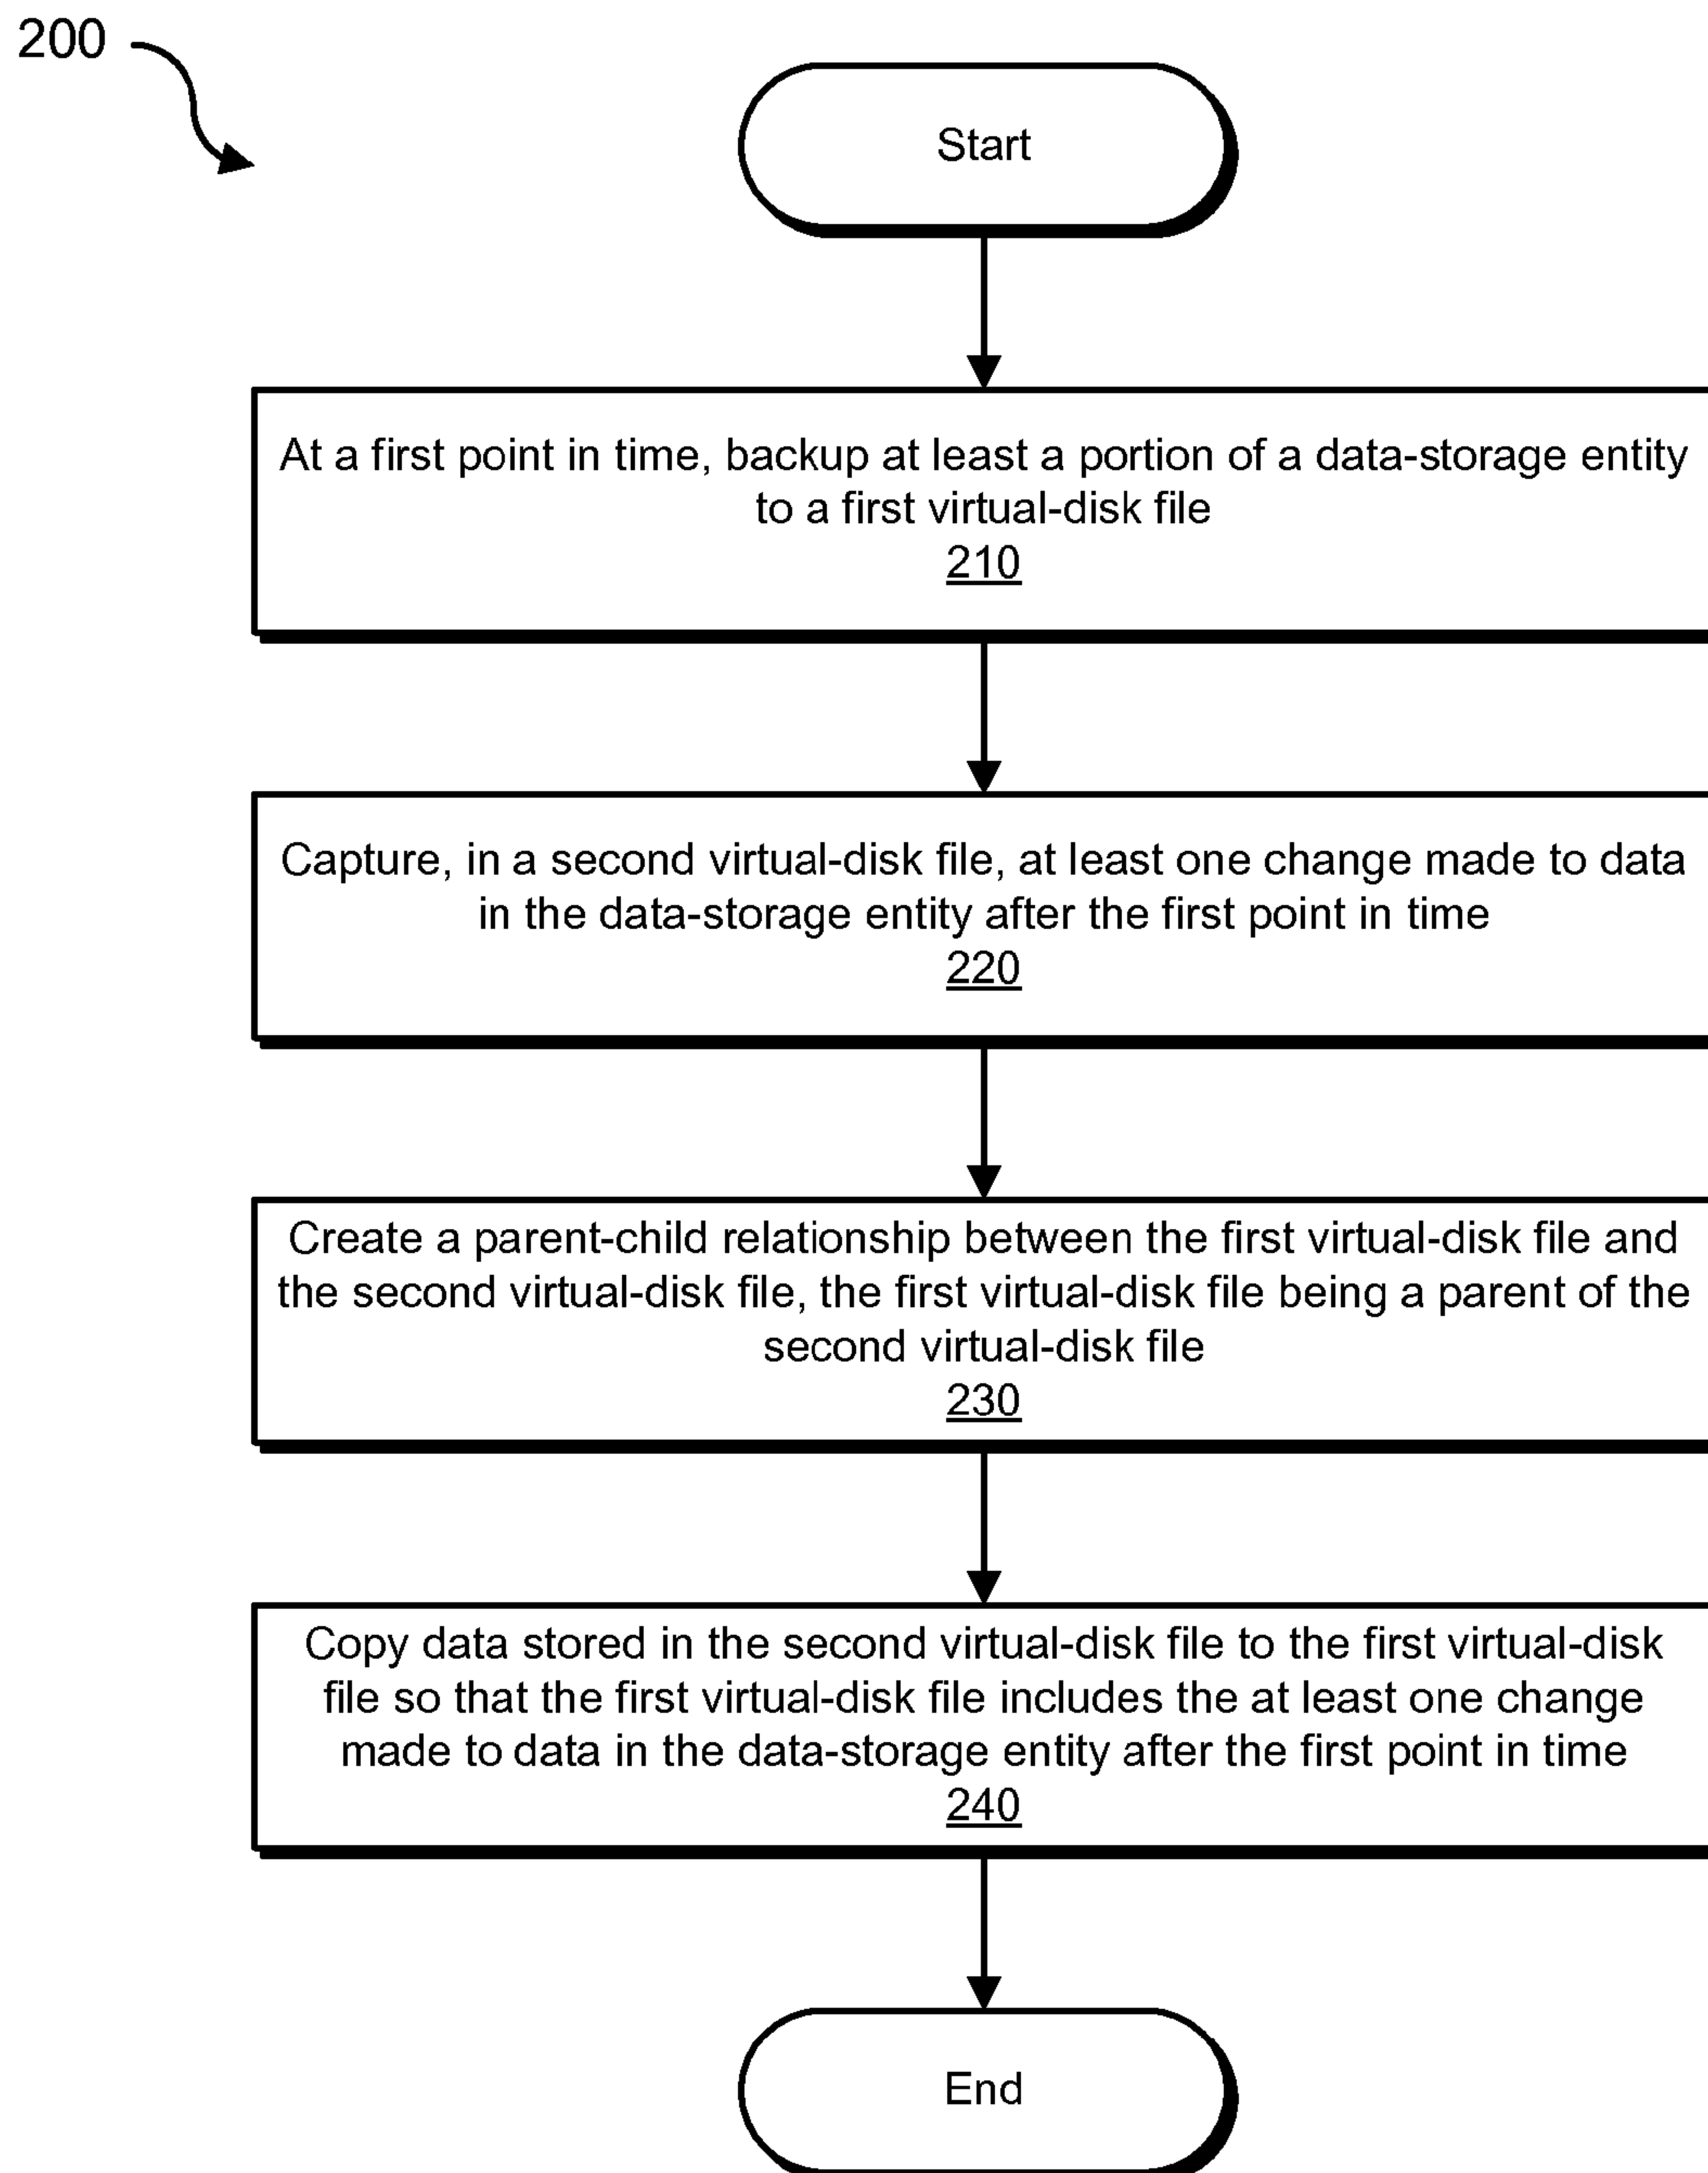 200
Start
At a first point in time, backup at least a portion of a data-storage entity
to a first virtual-disk file
210
Capture, in a second virtual-disk file, at least one change made to data
in the data-storage entity after the first point in time
220
Create a parent-child relationship between the first virtual-disk file and
the second virtual-disk file, the first virtual-disk file being a parent of the
second virtual-disk file
230
Copy data stored in the second virtual-disk file to the first virtual-disk
file so that the first virtual-disk file includes the at least one change
made to data in the data-storage entity after the first point in time
240
End